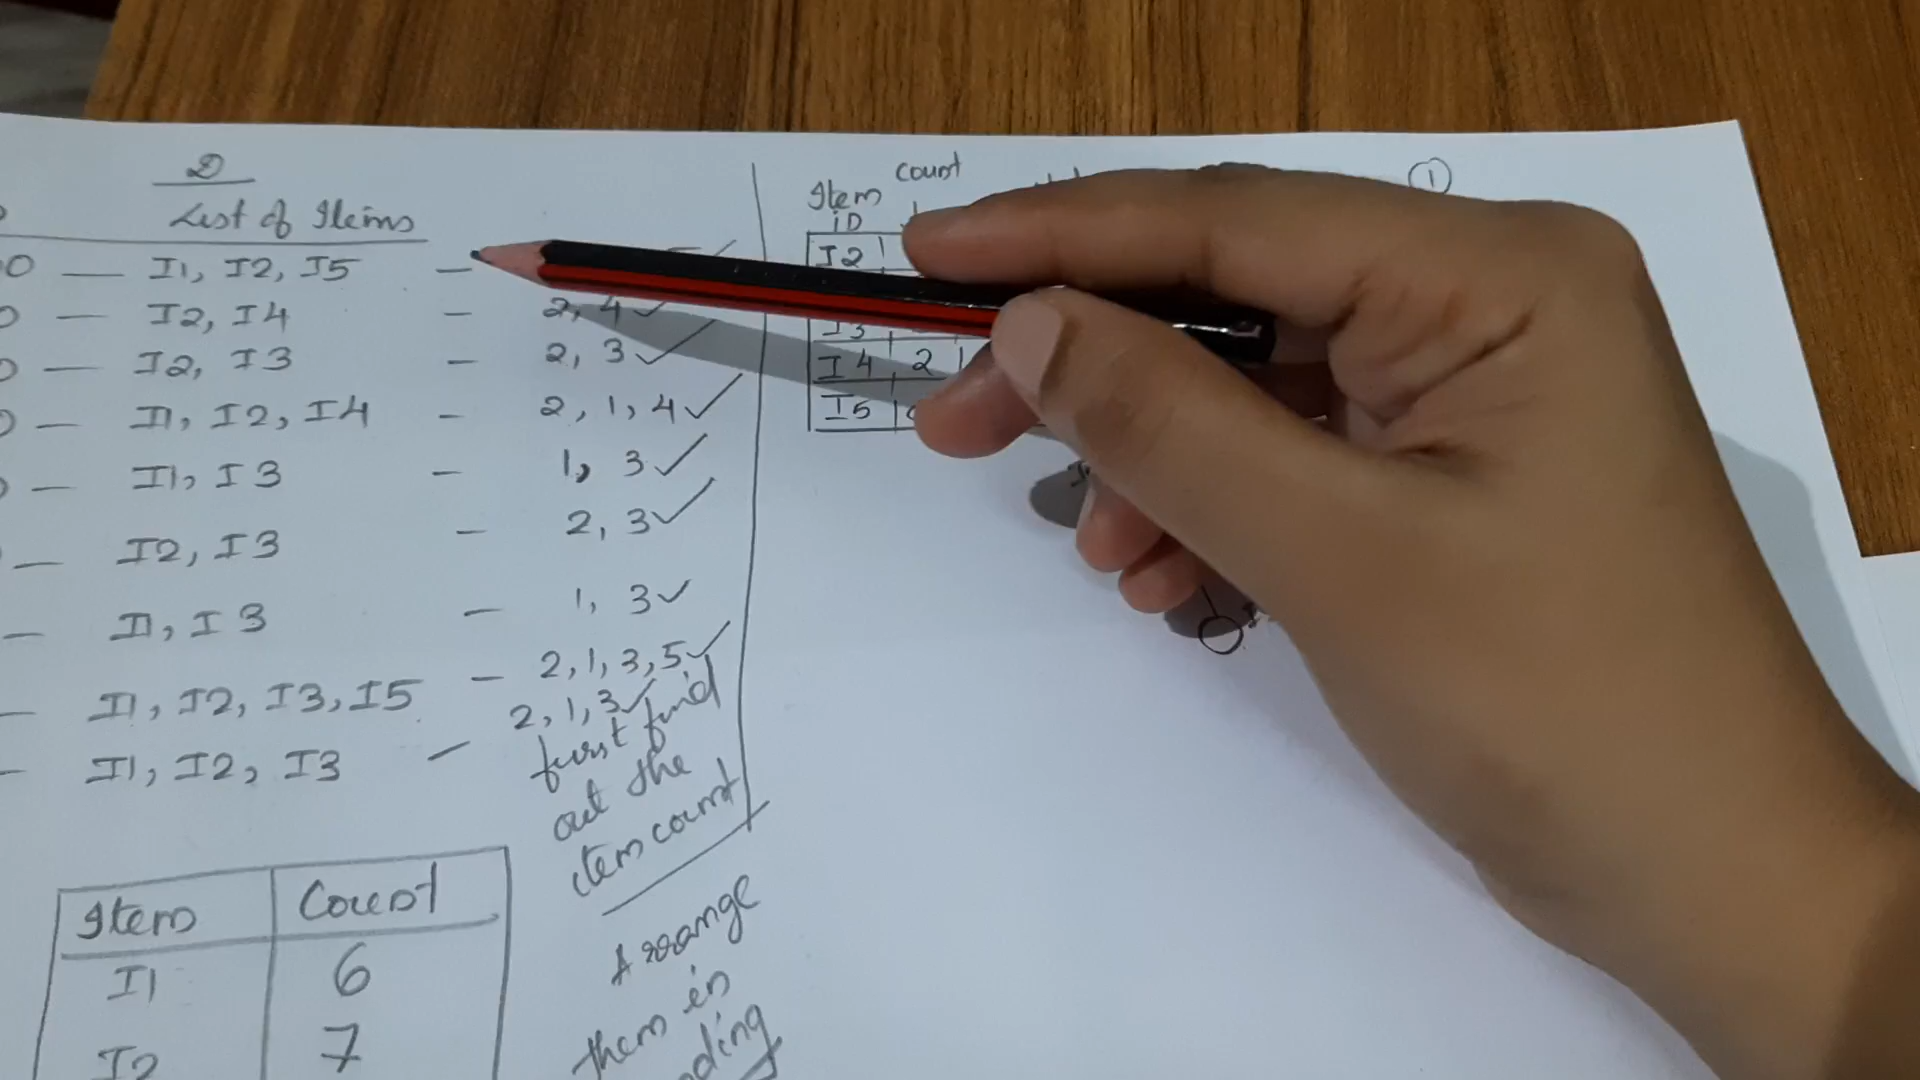 D
List of Items
I1, I2, I5 —
I2, I4 — 2, 4 ✓
I2, I3 — 2, 3 ✓
I1, I2, I4 - 2, 1, 4 ✓
I1, I3 - 1, 3 ✓
I2, I3 - 2, 3 ✓
I1, I3 — 1, 3 ✓
I1, I2, I3, I5 — 2, 1, 3, 5 ✓
I1, I2, I3 — 2, 1, 3 ✓
first find
out the
item count
Arrange
them in
Item Count
I1 6
I2 7
Item
ID
count
I2
I3
I4 2
I5
1